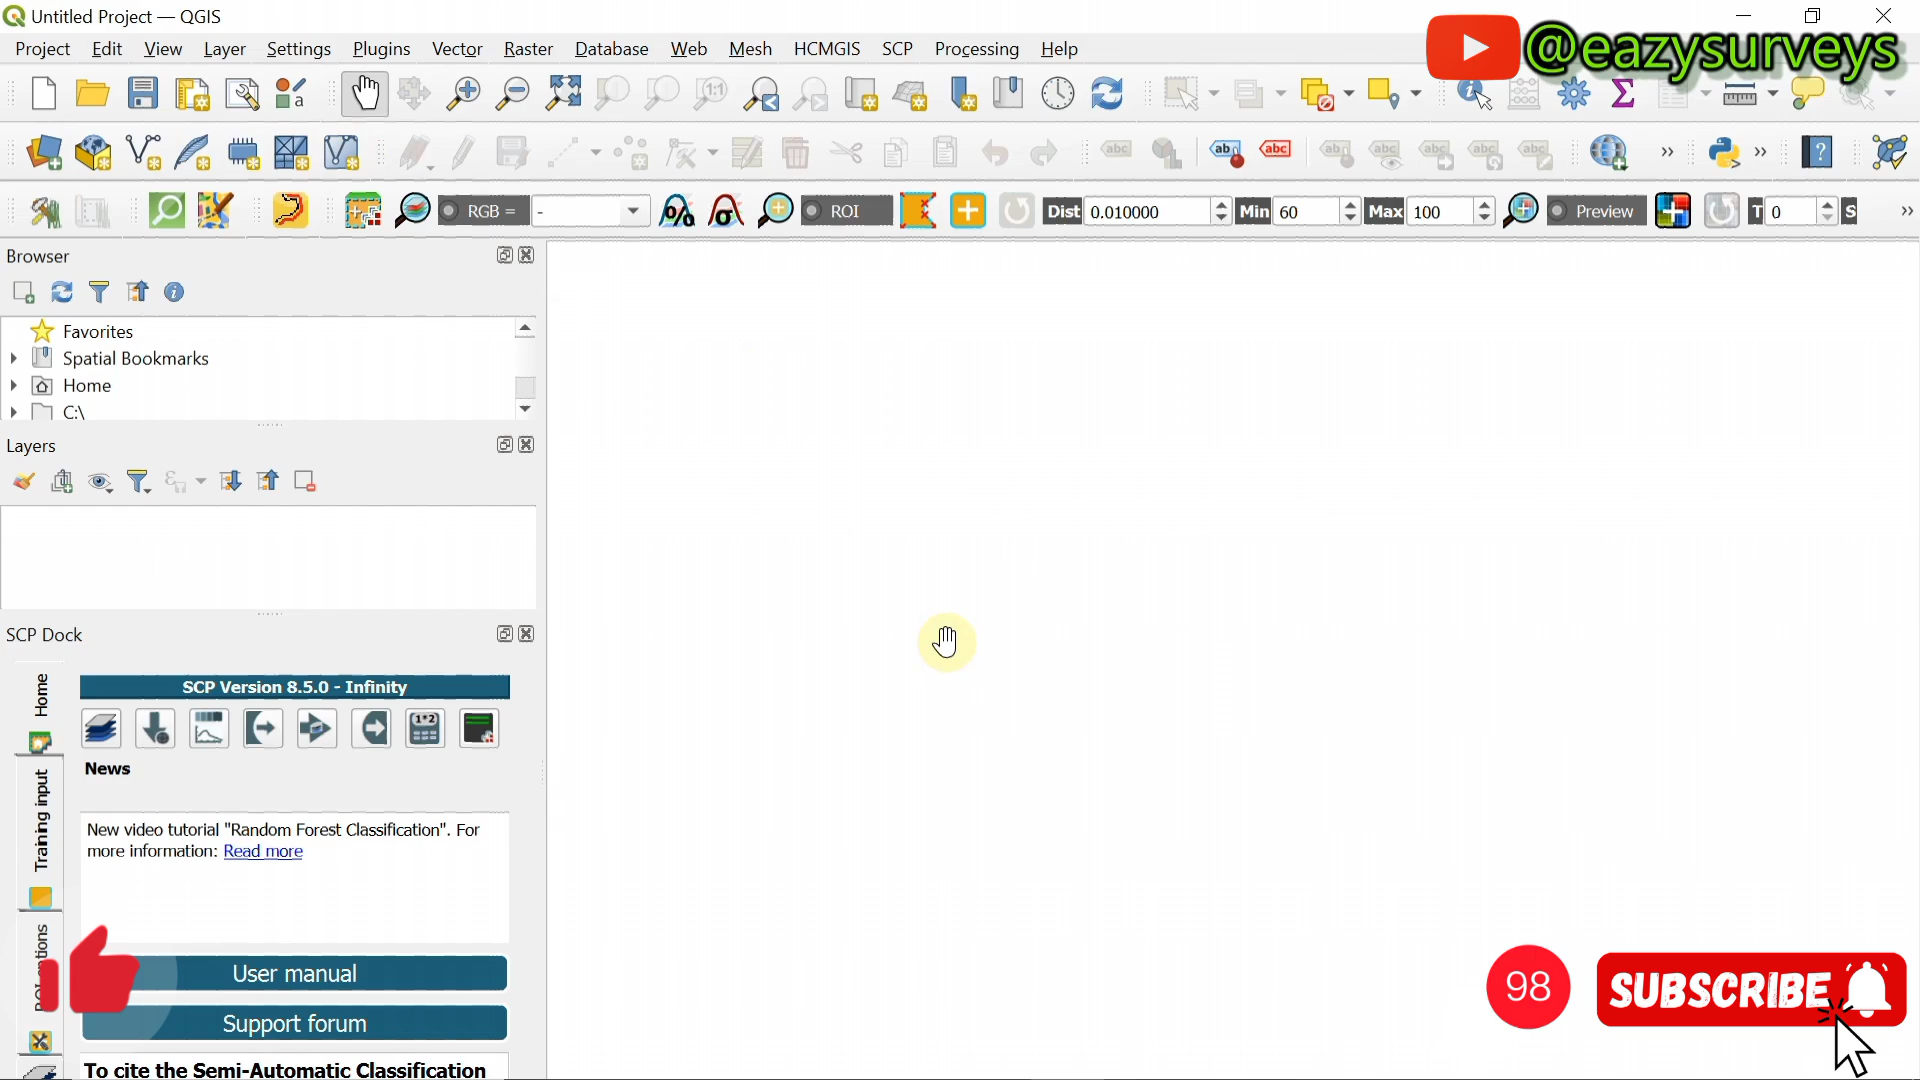 Untitled Project — QGIS
Project Edit View Layer Settings Plugins Vector Raster Database Web Mesh HCMGIS SCP Processing Help
@eazysurveys
RGB = - ROI Dist 0.010000 Min 60 Max 100 Preview T 0 S
Browser
Favorites
Spatial Bookmarks
Home
C:\
Layers
SCP Dock
Home
Training input
SCP Version 8.5.0 - Infinity
News
New video tutorial "Random Forest Classification". For
more information: Read more
User manual
Support forum
To cite the Semi-Automatic Classification
98
SUBSCRIBE